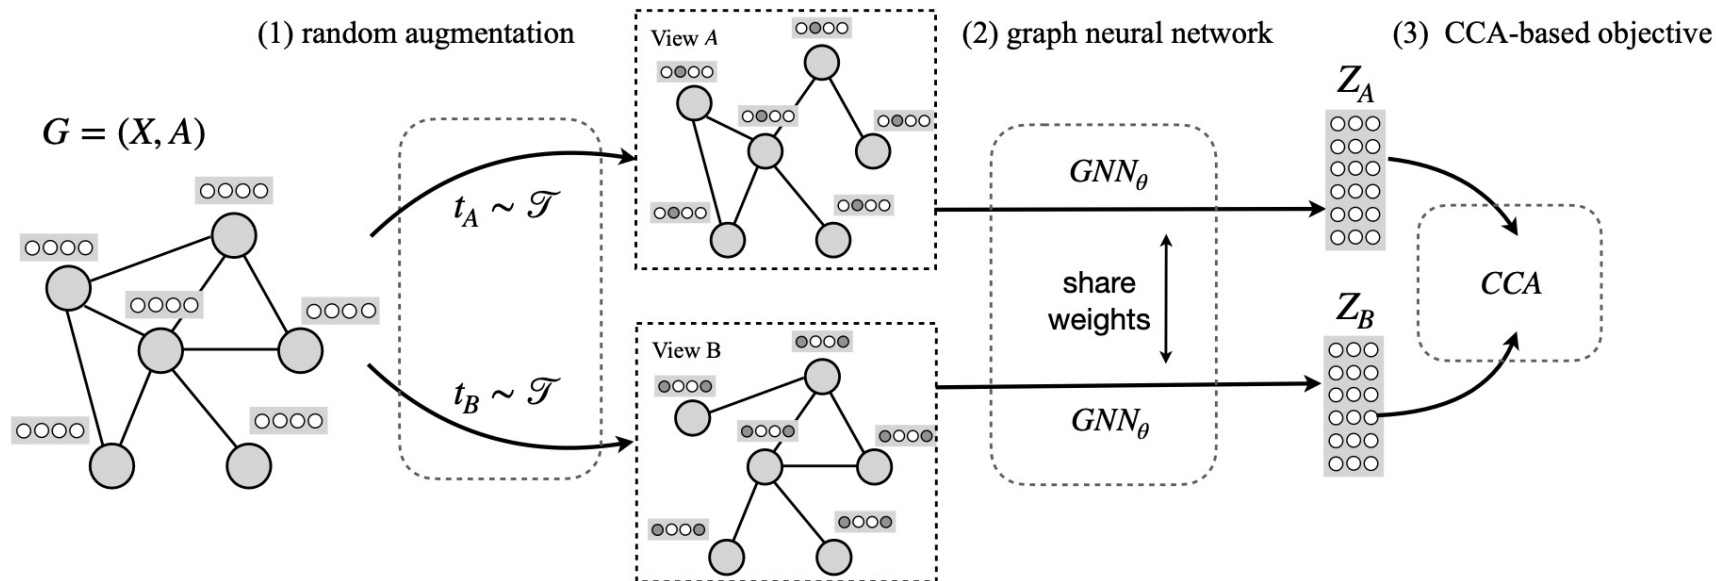 (1) random augmentation
(2) graph neural network
(3) CCA-based objective
G = (X, A)
t_A ∼ 𝒯
t_B ∼ 𝒯
View A
View B
GNN_θ
share
weights
GNN_θ
Z_A
Z_B
CCA